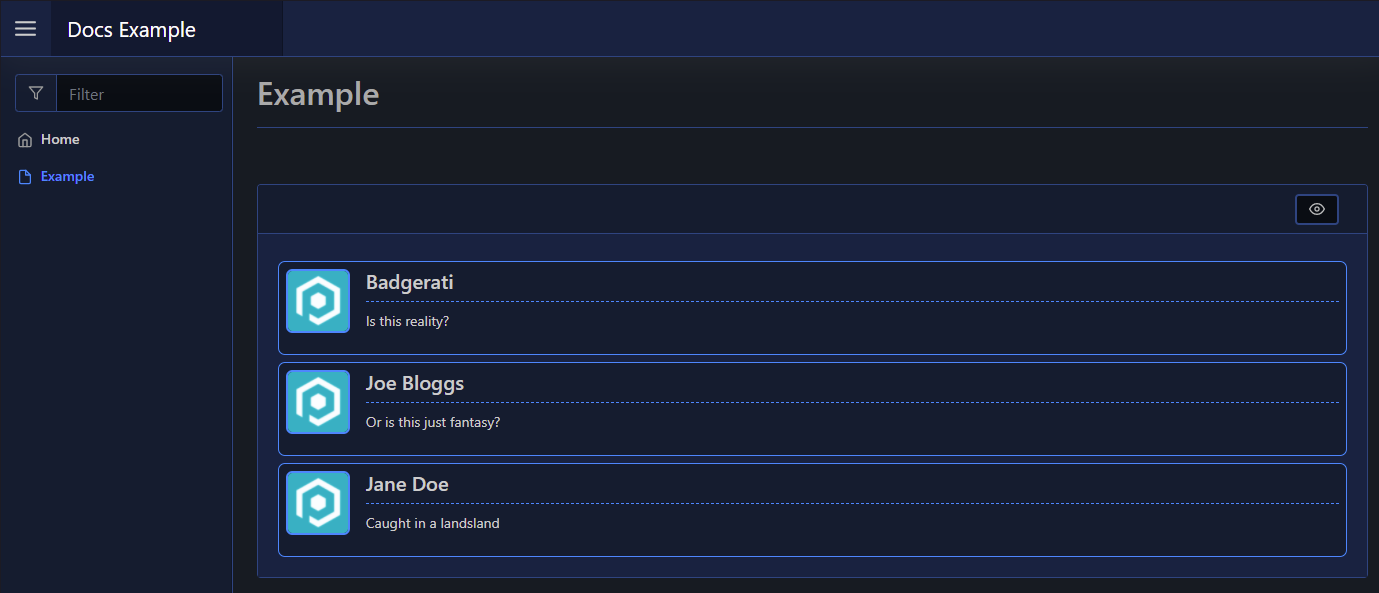 Docs Example
Filter
Home
Example
Example
Badgerati
Is this reality?
Joe Bloggs
Or is this just fantasy?
Jane Doe
Caught in a landsland